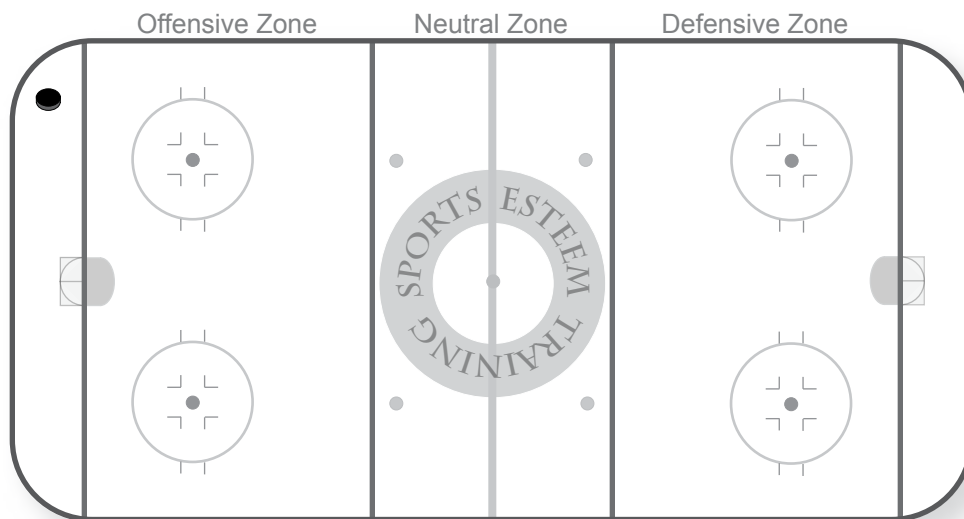 Offensive Zone
Neutral Zone
Defensive Zone
SPORTS ESTEEM TRAINING